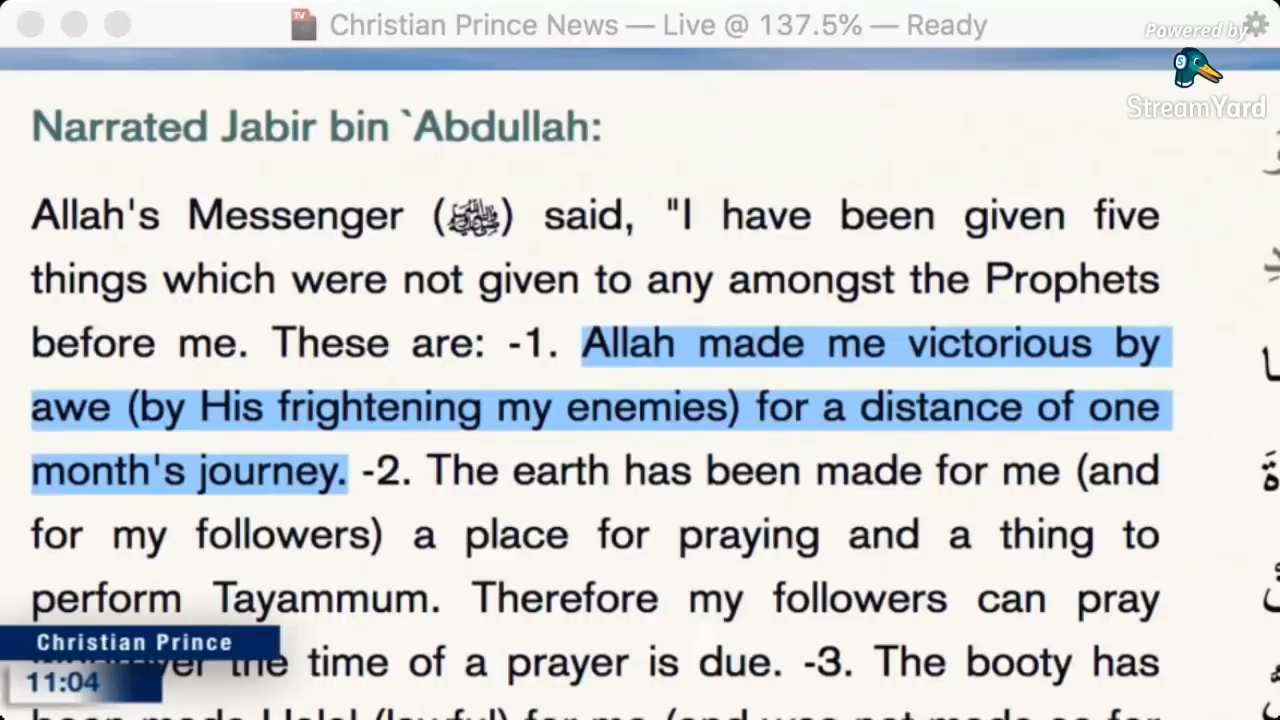 Christian Prince News — Live @ 137.5% — Ready
Powered by
StreamYard
Narrated Jabir bin `Abdullah:
Allah's Messenger (ﷺ) said, "I have been given five
things which were not given to any amongst the Prophets
before me. These are: -1. Allah made me victorious by
awe (by His frightening my enemies) for a distance of one
month's journey. -2. The earth has been made for me (and
for my followers) a place for praying and a thing to
perform Tayammum. Therefore my followers can pray
the time of a prayer is due. -3. The booty has
Christian Prince
11:04